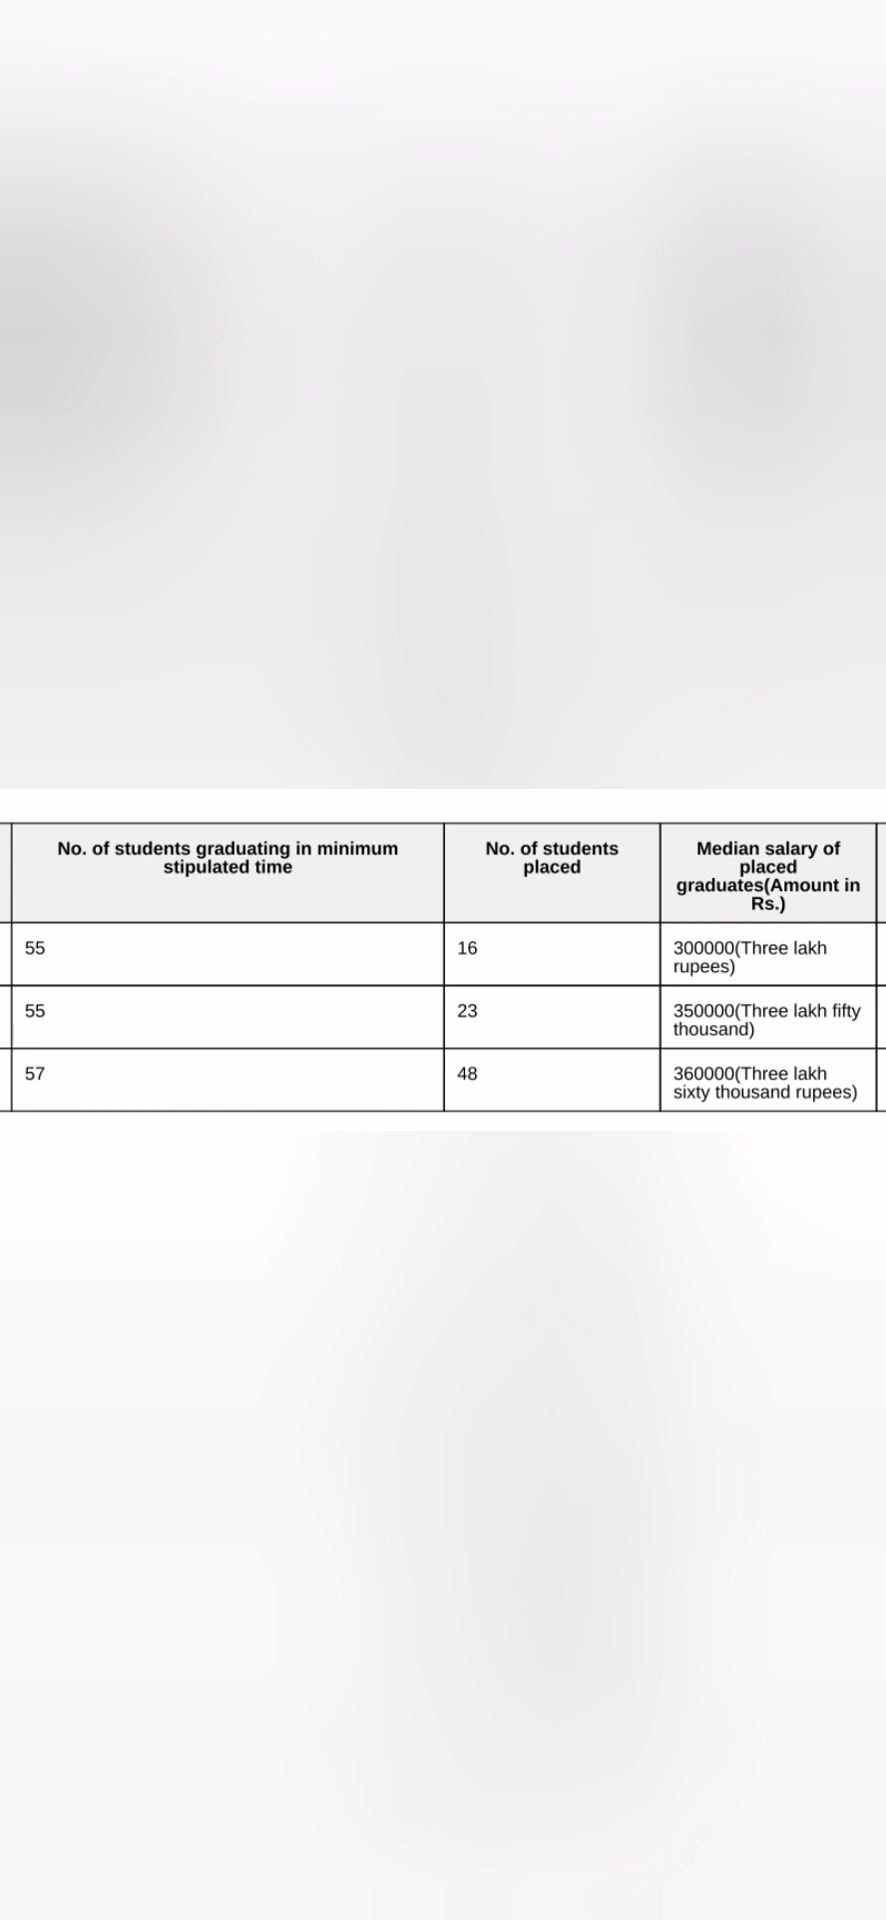 No. of students graduating in minimum
stipulated time
No. of students
placed
Median salary of
placed
graduates(Amount in
Rs.)
55
16
300000(Three lakh
rupees)
55
23
350000(Three lakh fifty
thousand)
57
48
360000(Three lakh
sixty thousand rupees)